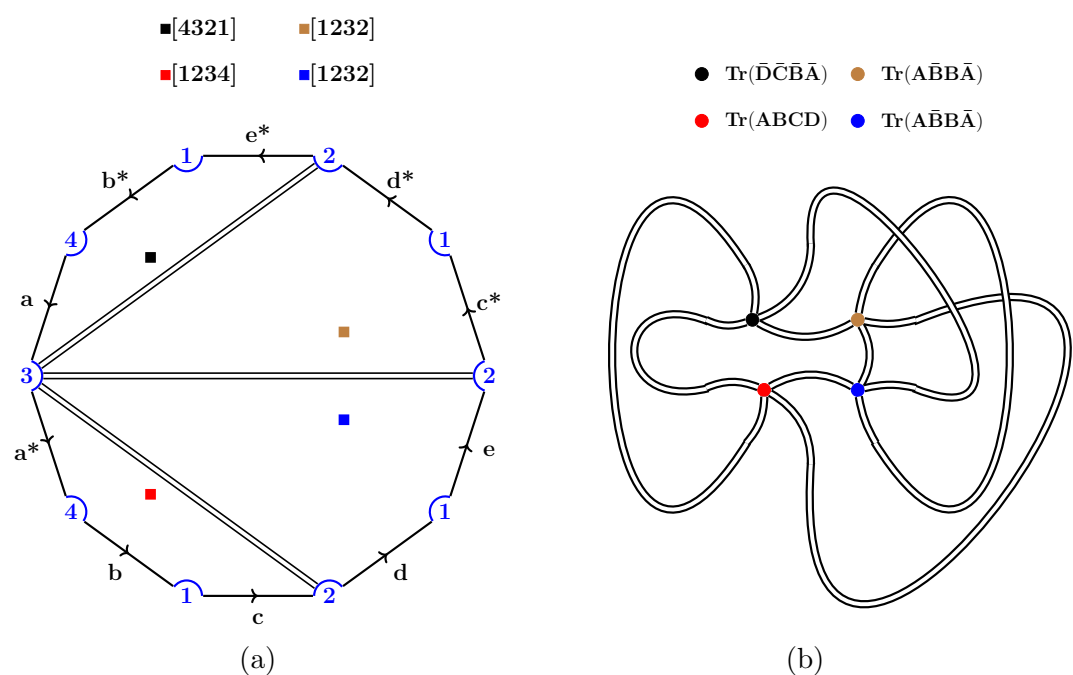 [4321] [1232]
[1234] [1232]
Tr(D̄C̄B̄Ā) Tr(AB̄BĀ)
Tr(ABCD) Tr(AB̄BĀ)
e*
1 2
b* d*
4 1
a c*
3 2
a* e
4 1
b d
1 2
c
(a) (b)